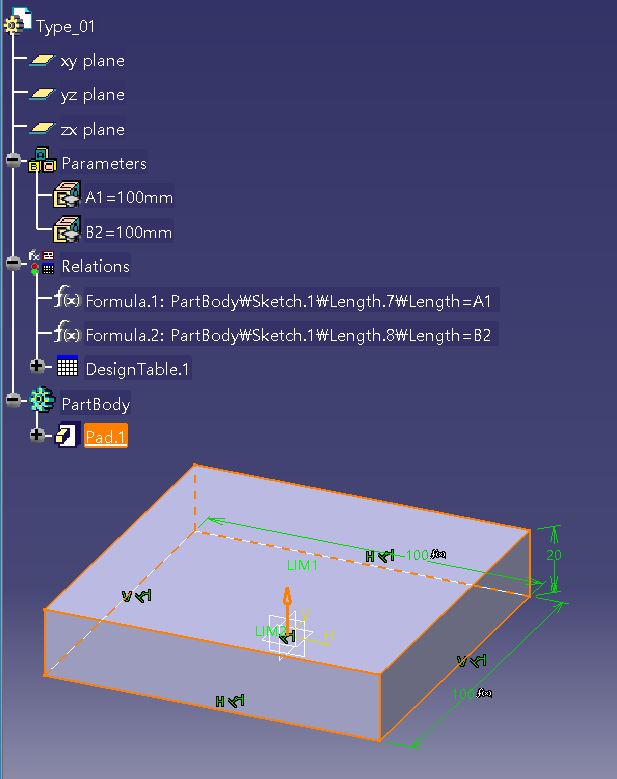 Type_01
xy plane
yz plane
zx plane
Parameters
A1=100mm
B2=100mm
Relations
Formula.1: PartBody₩Sketch.1₩Length.7₩Length=A1
Formula.2: PartBody₩Sketch.1₩Length.8₩Length=B2
DesignTable.1
PartBody
Pad.1
H 100 f(x)
20
LIM1
V
LIM2 H
V
H
100 f(x)